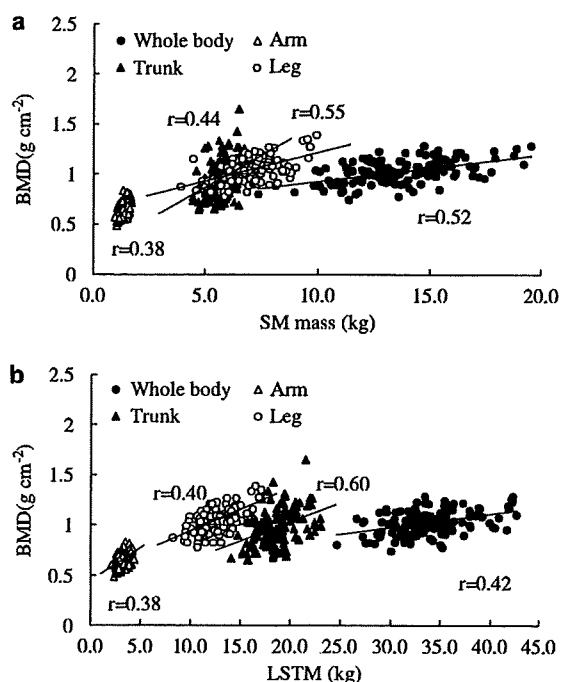 a
2.5
● Whole body △ Arm
▲ Trunk ○ Leg
2
r=0.44 r=0.55
1.5
BMD(g cm⁻²)
1
0.5
r=0.52
r=0.38
0
0.0 5.0 10.0 15.0 20.0
SM mass (kg)
b
2.5
● Whole body △ Arm
▲ Trunk ○ Leg
2
1.5
r=0.40 r=0.60
BMD(g cm⁻²)
1
0.5
r=0.42
r=0.38
0
0.0 5.0 10.0 15.0 20.0 25.0 30.0 35.0 40.0 45.0
LSTM (kg)